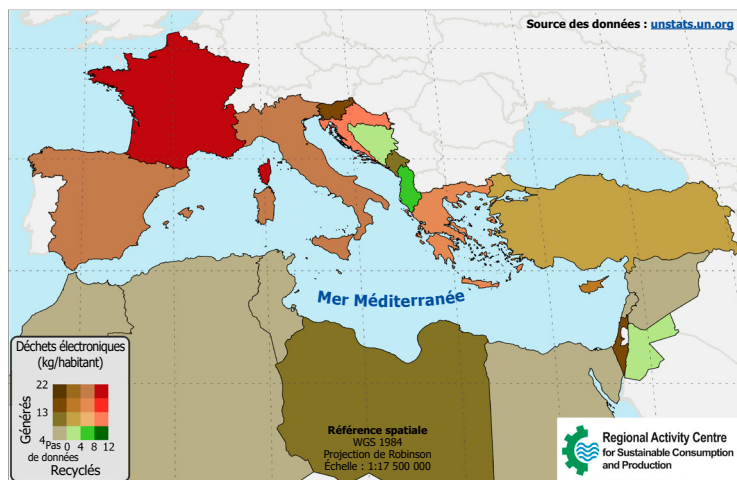 Source des données : unstats.un.org
Mer Méditerranée
Déchets électroniques
(kg/habitant)
Générés
22
13
4
Pas de données
0 4 8 12
Recyclés
Référence spatiale
WGS 1984
Projection de Robinson
Échelle : 1:17 500 000
Regional Activity Centre
for Sustainable Consumption
and Production